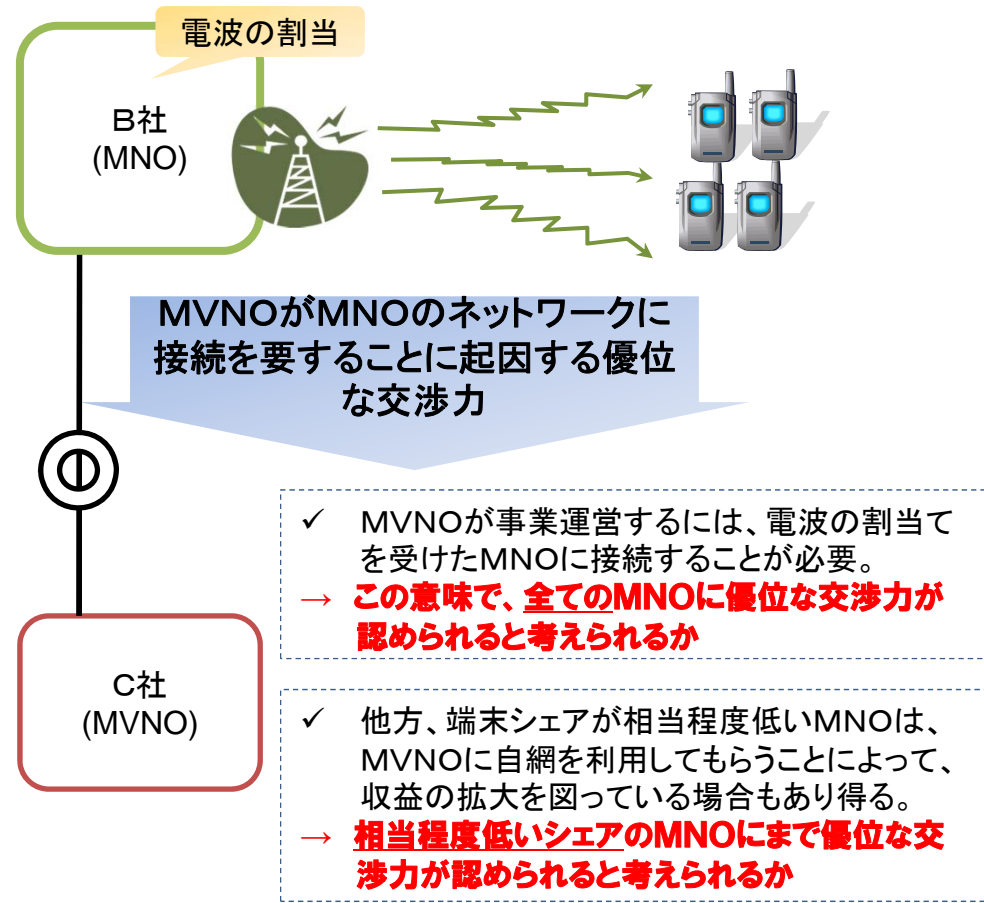 電波の割当
B社
(MNO)
MVNOがMNOのネットワークに
接続を要することに起因する優位
な交渉力
✓ MVNOが事業運営するには、電波の割当て
を受けたMNOに接続することが必要。
→ この意味で、全てのMNOに優位な交渉力が
認められると考えられるか
C社
(MVNO)
✓ 他方、端末シェアが相当程度低いMNOは、
MVNOに自網を利用してもらうことによって、
収益の拡大を図っている場合もあり得る。
→ 相当程度低いシェアのMNOにまで優位な交
渉力が認められると考えられるか